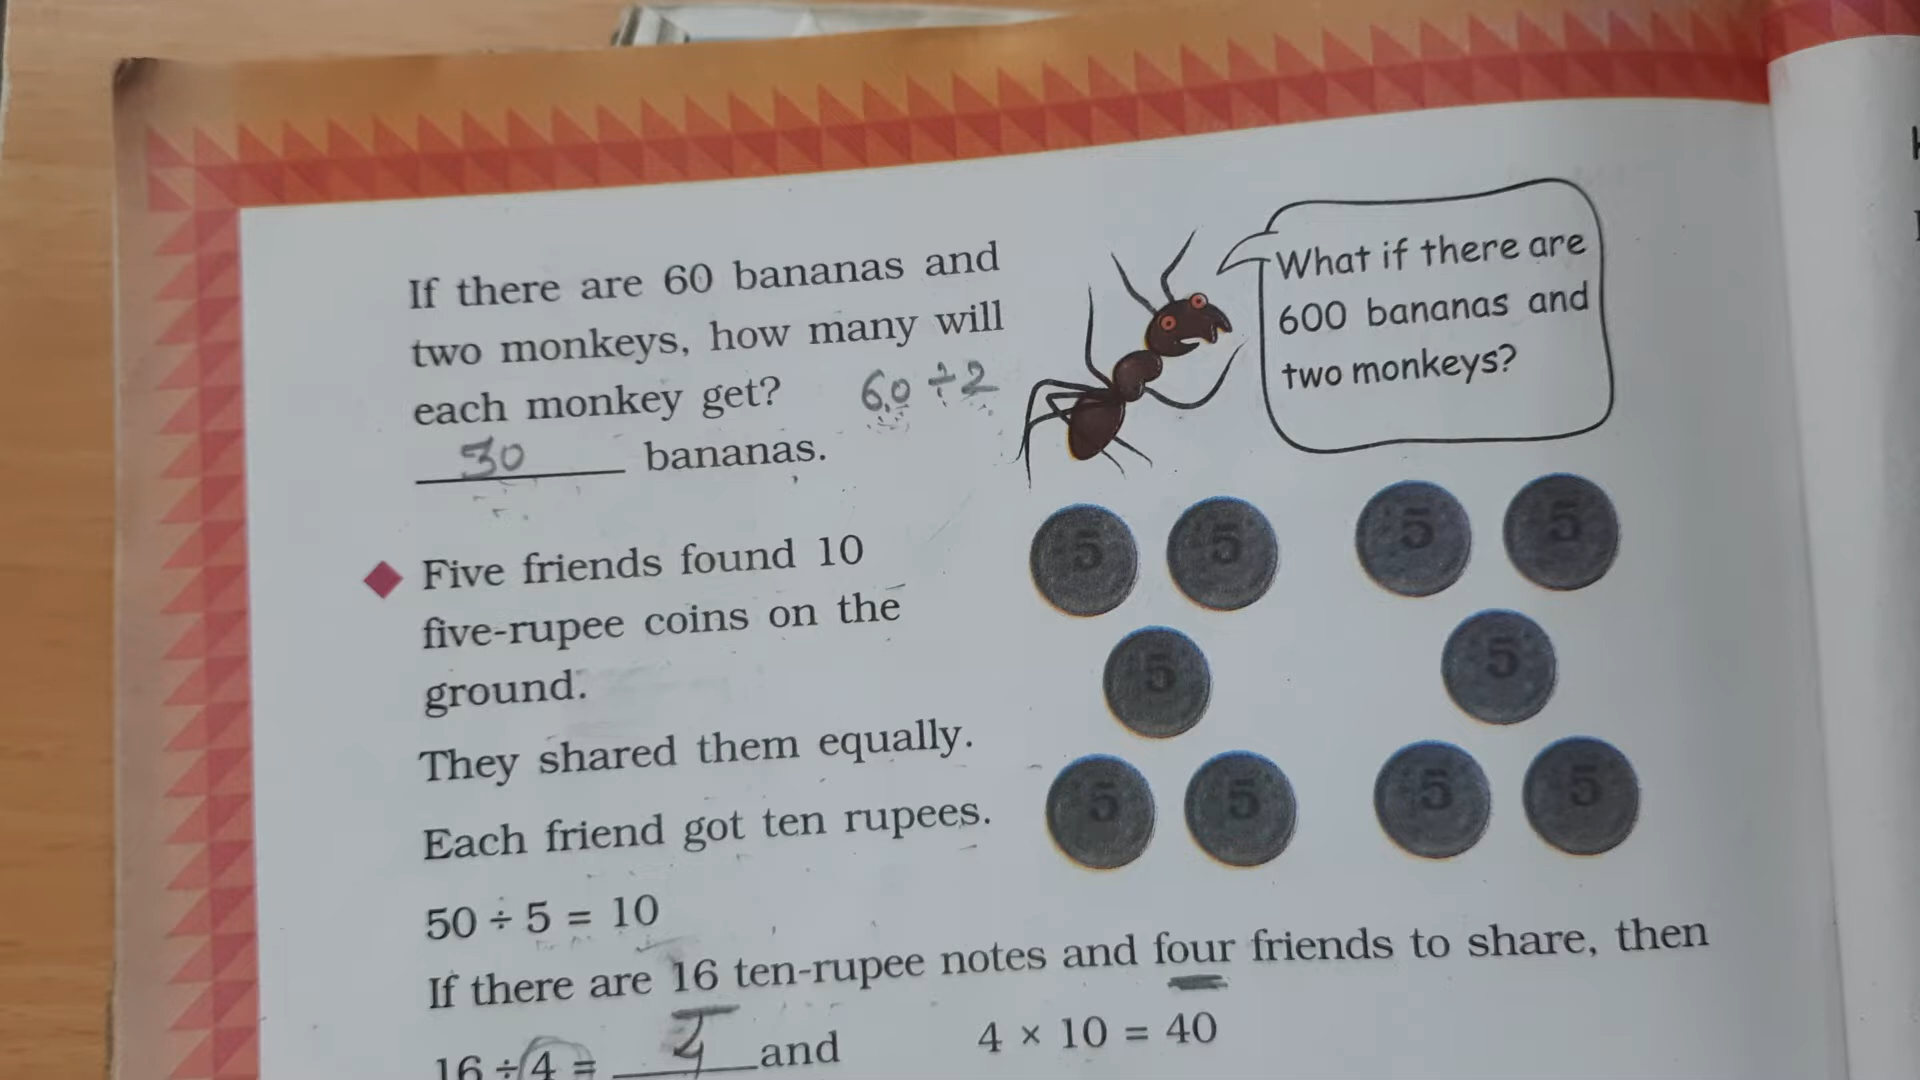 If there are 60 bananas and
two monkeys, how many will
each monkey get? 60 ÷ 2
30 bananas.
What if there are
600 bananas and
two monkeys?
Five friends found 10
five-rupee coins on the
ground.
They shared them equally.
Each friend got ten rupees.
50 ÷ 5 = 10
5 5 5 5
5 5
5 5 5 5
If there are 16 ten-rupee notes and four friends to share, then
16 ÷ 4 = 4 and 4 × 10 = 40